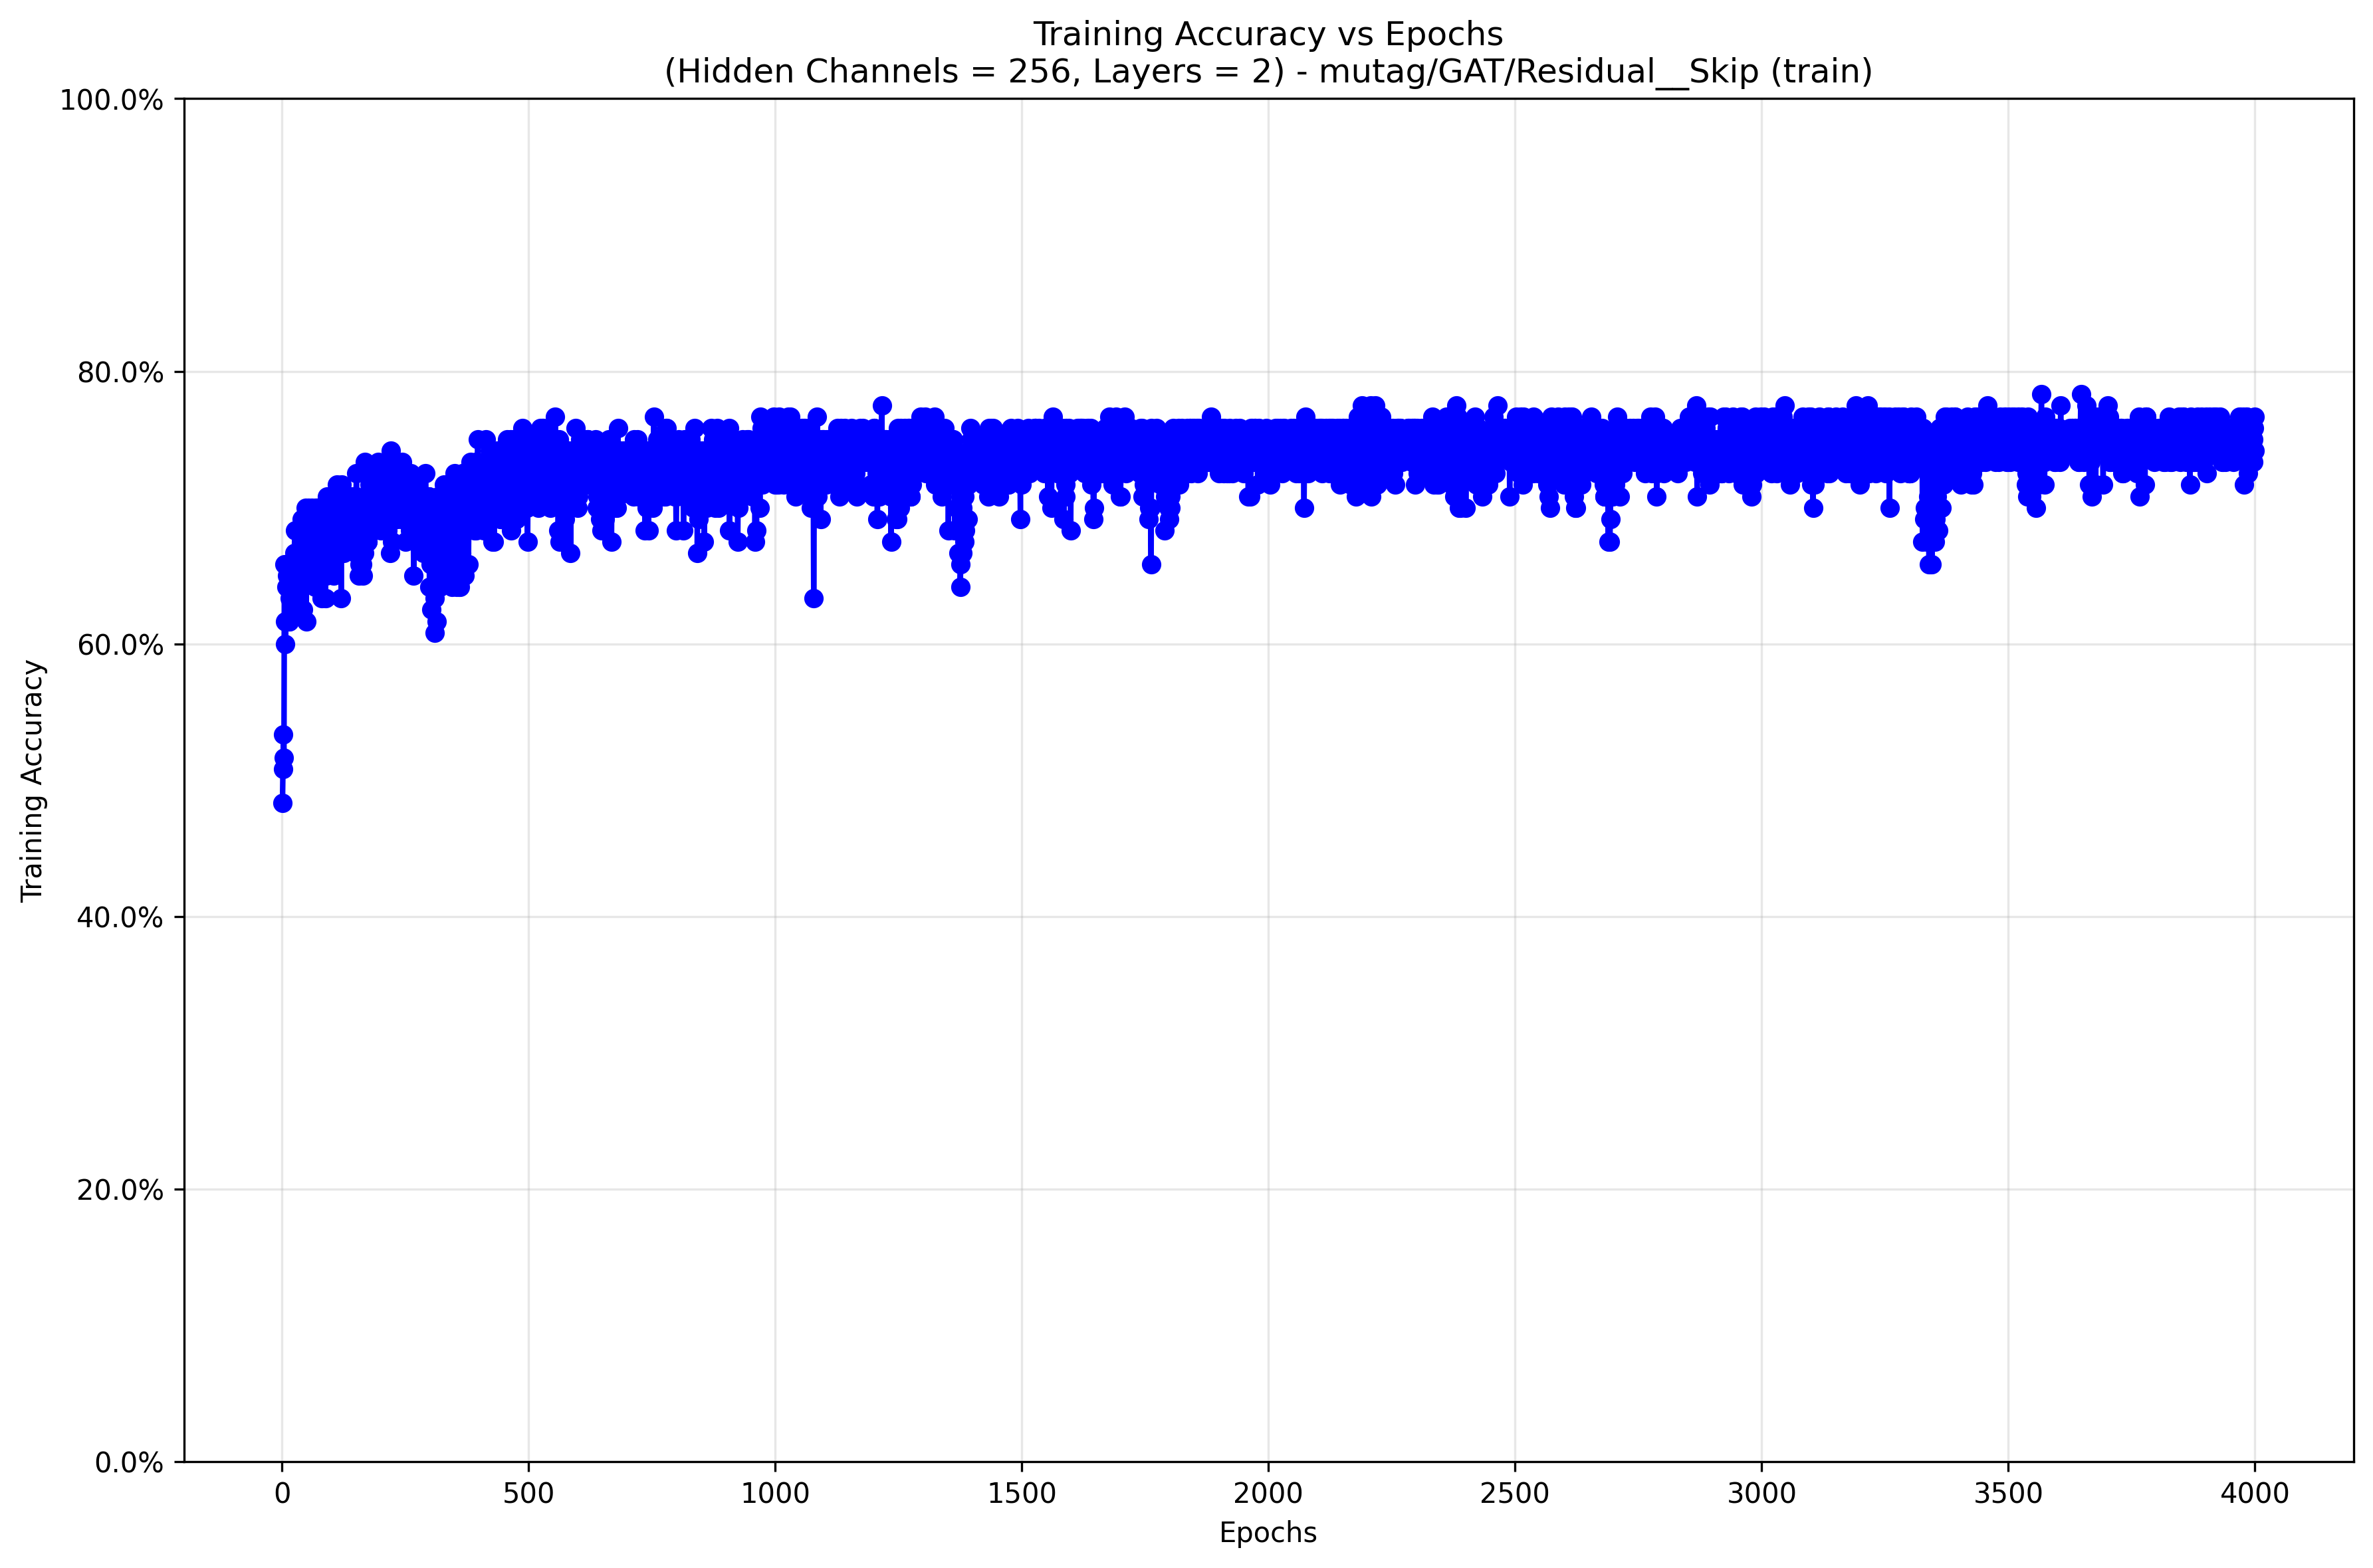 Training Accuracy vs Epochs
(Hidden Channels = 256, Layers = 2) - mutag/GAT/Residual__Skip (train)
100.0%
80.0%
60.0%
40.0%
20.0%
0.0%
Training Accuracy
0 500 1000 1500 2000 2500 3000 3500 4000
Epochs